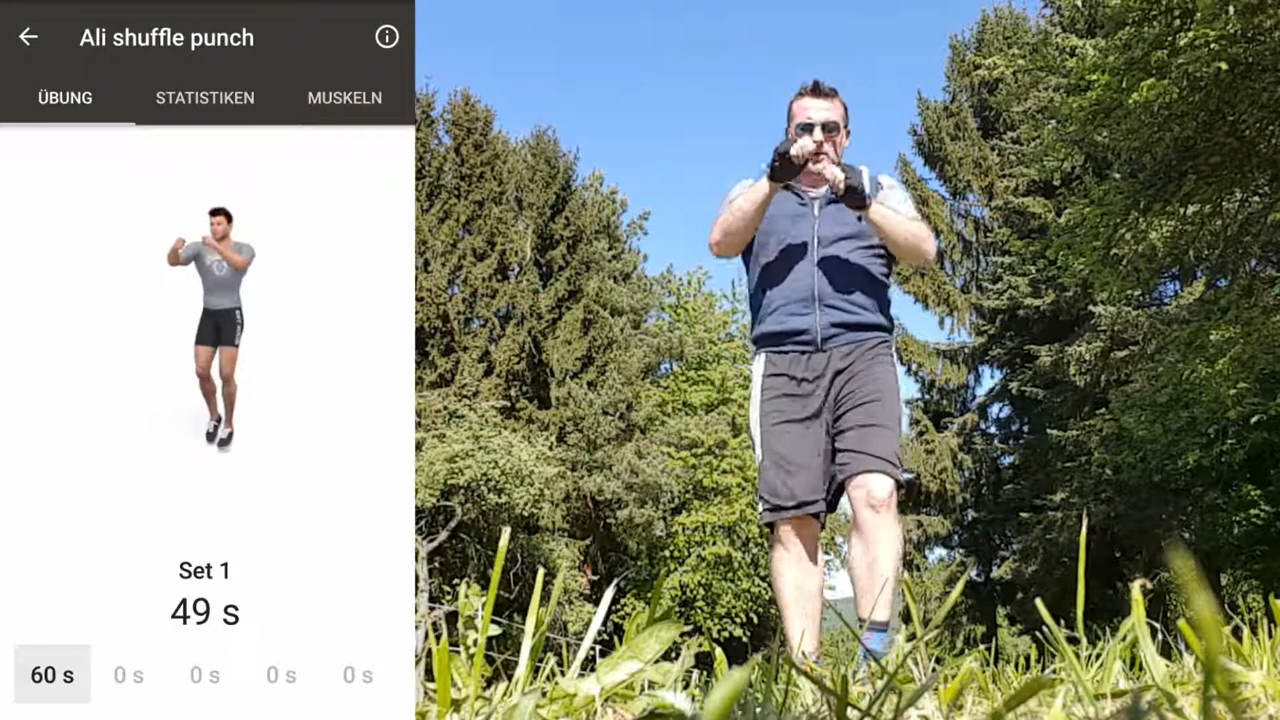 Ali shuffle punch
ÜBUNG STATISTIKEN MUSKELN
Set 1
49 s
60 s 0 s 0 s 0 s 0 s